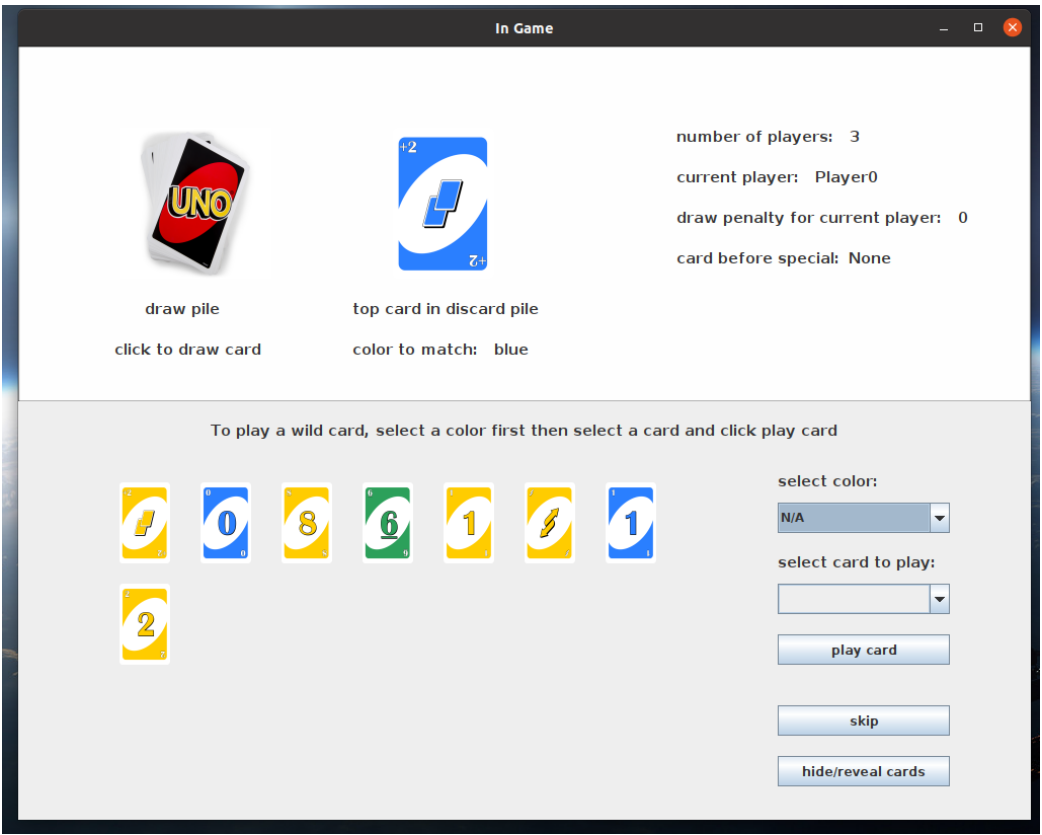 In Game
number of players: 3
+2
current player: Player0
UNO
draw penalty for current player: 0
card before special: None
+2
draw pile
top card in discard pile
click to draw card
color to match: blue
To play a wild card, select a color first then select a card and click play card
select color:
0 8 6 1 1
N/A
select card to play:
2
play card
skip
hide/reveal cards